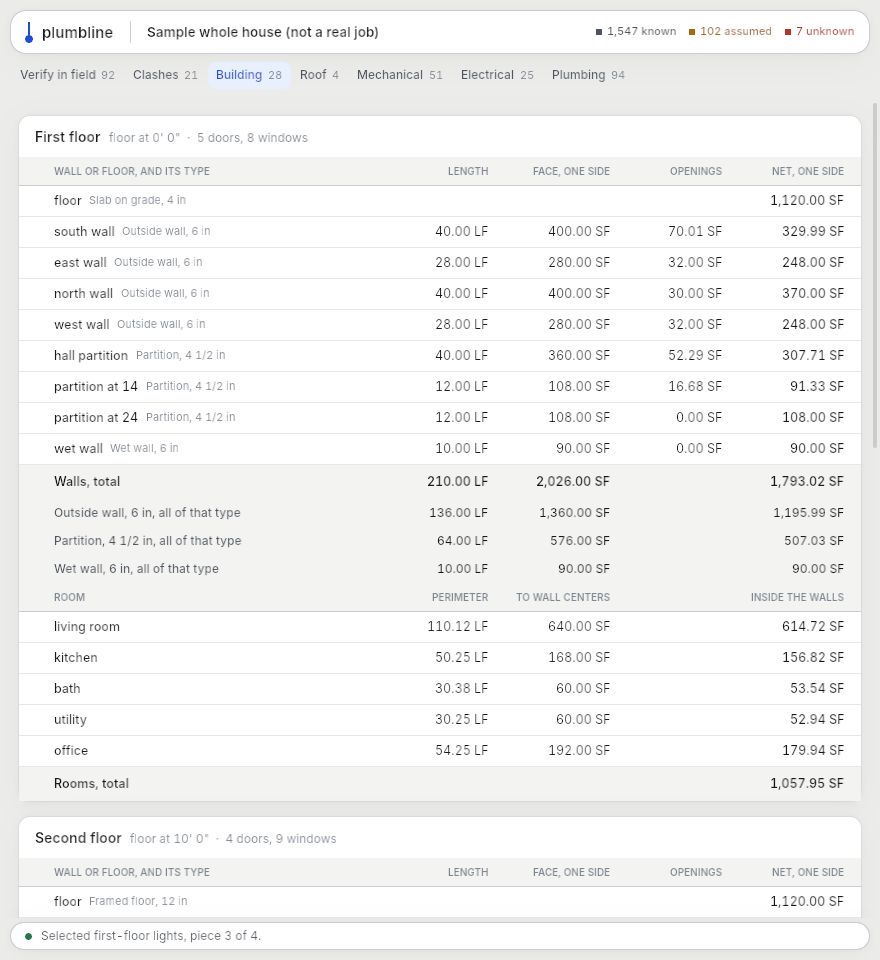 plumbline Sample whole house (not a real job) 1,547 known 102 assumed 7 unknown
Verify in field 92 Clashes 21 Building 28 Roof 4 Mechanical 51 Electrical 25 Plumbing 94
First floor floor at 0' 0" · 5 doors, 8 windows
WALL OR FLOOR, AND ITS TYPE LENGTH FACE, ONE SIDE OPENINGS NET, ONE SIDE
floor Slab on grade, 4 in 1,120.00 SF
south wall Outside wall, 6 in 40.00 LF 400.00 SF 70.01 SF 329.99 SF
east wall Outside wall, 6 in 28.00 LF 280.00 SF 32.00 SF 248.00 SF
north wall Outside wall, 6 in 40.00 LF 400.00 SF 30.00 SF 370.00 SF
west wall Outside wall, 6 in 28.00 LF 280.00 SF 32.00 SF 248.00 SF
hall partition Partition, 4 1/2 in 40.00 LF 360.00 SF 52.29 SF 307.71 SF
partition at 14 Partition, 4 1/2 in 12.00 LF 108.00 SF 16.68 SF 91.33 SF
partition at 24 Partition, 4 1/2 in 12.00 LF 108.00 SF 0.00 SF 108.00 SF
wet wall Wet wall, 6 in 10.00 LF 90.00 SF 0.00 SF 90.00 SF
Walls, total 210.00 LF 2,026.00 SF 1,793.02 SF
Outside wall, 6 in, all of that type 136.00 LF 1,360.00 SF 1,195.99 SF
Partition, 4 1/2 in, all of that type 64.00 LF 576.00 SF 507.03 SF
Wet wall, 6 in, all of that type 10.00 LF 90.00 SF 90.00 SF
ROOM PERIMETER TO WALL CENTERS INSIDE THE WALLS
living room 110.12 LF 640.00 SF 614.72 SF
kitchen 50.25 LF 168.00 SF 156.82 SF
bath 30.38 LF 60.00 SF 53.54 SF
utility 30.25 LF 60.00 SF 52.94 SF
office 54.25 LF 192.00 SF 179.94 SF
Rooms, total 1,057.95 SF
Second floor floor at 10' 0" · 4 doors, 9 windows
WALL OR FLOOR, AND ITS TYPE LENGTH FACE, ONE SIDE OPENINGS NET, ONE SIDE
floor Framed floor, 12 in 1,120.00 SF
Selected first-floor lights, piece 3 of 4.